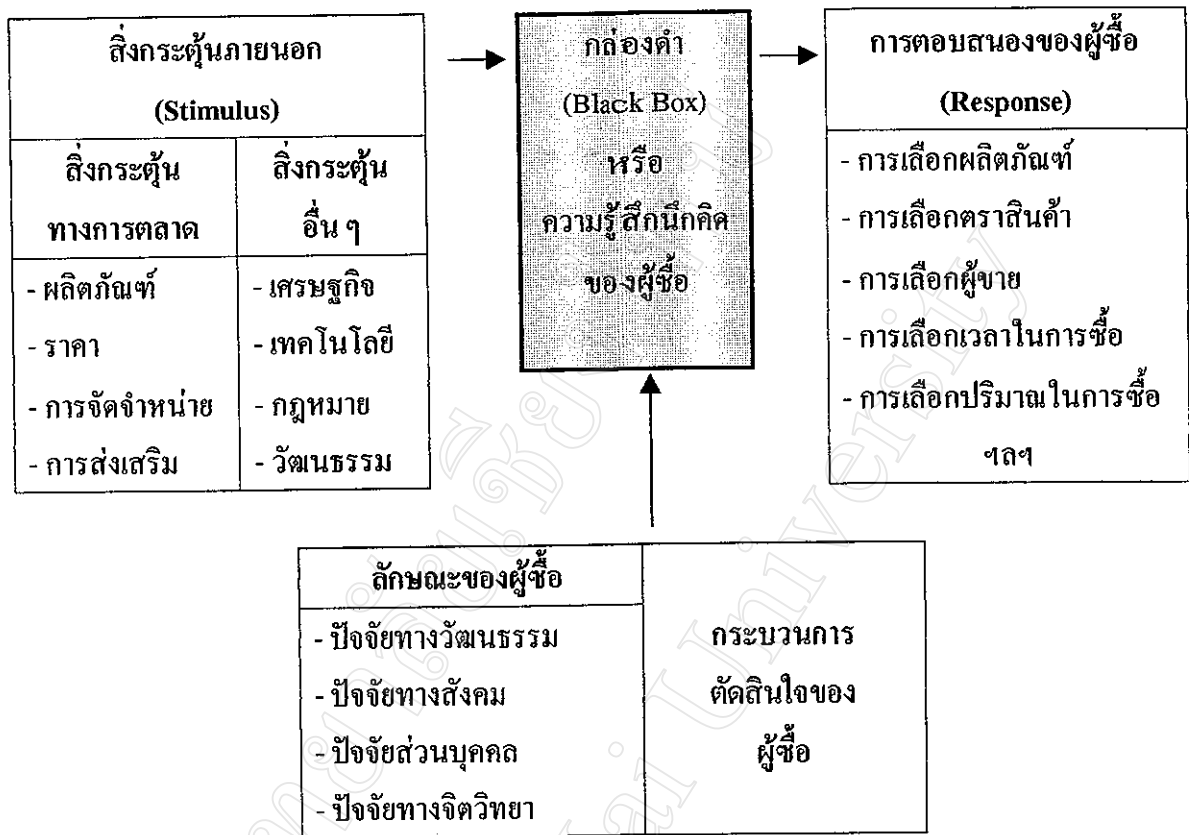 สิ่งกระตุ้นภายนอก
(Stimulus)
สิ่งกระตุ้น
ทางการตลาด
สิ่งกระตุ้น
อื่น ๆ
- ผลิตภัณฑ์
- ราคา
- การจัดจำหน่าย
- การส่งเสริม
- เศรษฐกิจ
- เทคโนโลยี
- กฎหมาย
- วัฒนธรรม
กล่องดำ
(Black Box)
หรือ
ความรู้สึกนึกคิด
ของผู้ซื้อ
การตอบสนองของผู้ซื้อ
(Response)
- การเลือกผลิตภัณฑ์
- การเลือกตราสินค้า
- การเลือกผู้ขาย
- การเลือกเวลาในการซื้อ
- การเลือกปริมาณในการซื้อ
ฯลฯ
ลักษณะของผู้ซื้อ
- ปัจจัยทางวัฒนธรรม
- ปัจจัยทางสังคม
- ปัจจัยส่วนบุคคล
- ปัจจัยทางจิตวิทยา
กระบวนการ
ตัดสินใจของ
ผู้ซื้อ